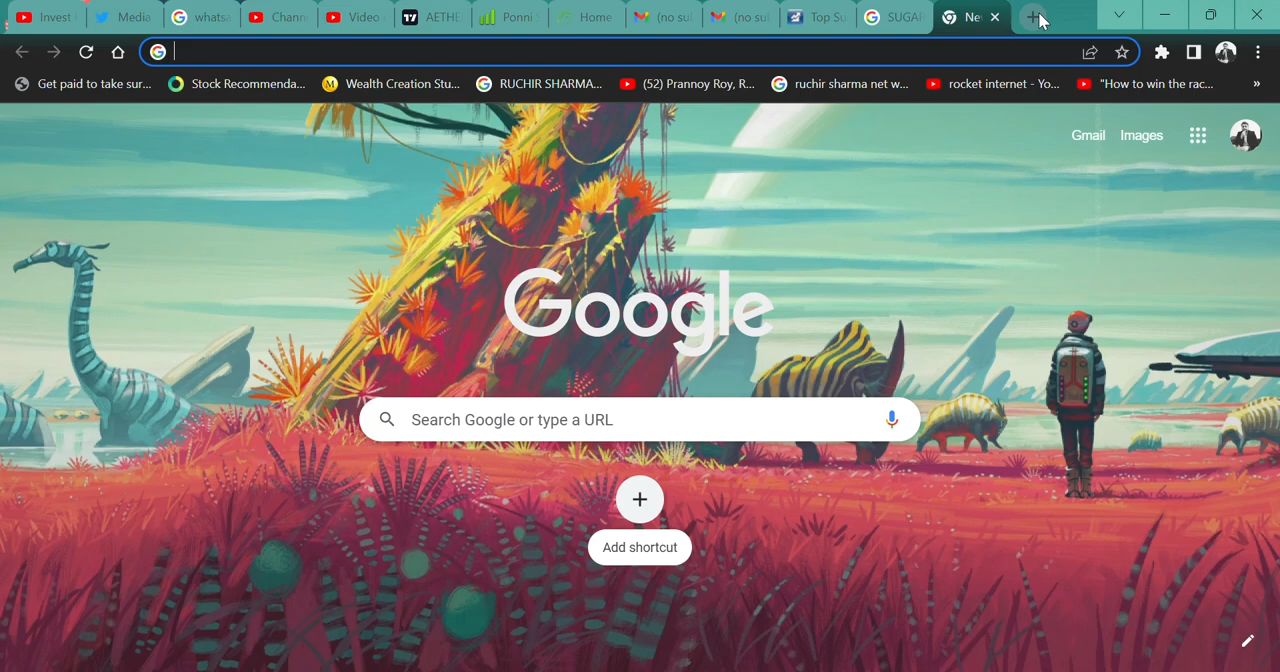 Invest
Media
whatsa
Chann
Video
AETHE
Ponni
Home
(no sul
(no sul
Top Su
SUGAR
Ne
Get paid to take sur...
Stock Recommenda...
Wealth Creation Stu...
RUCHIR SHARMA...
(52) Prannoy Roy, R...
ruchir sharma net w...
rocket internet - Yo...
"How to win the rac...
»
Gmail
Images
Google
Search Google or type a URL
Add shortcut